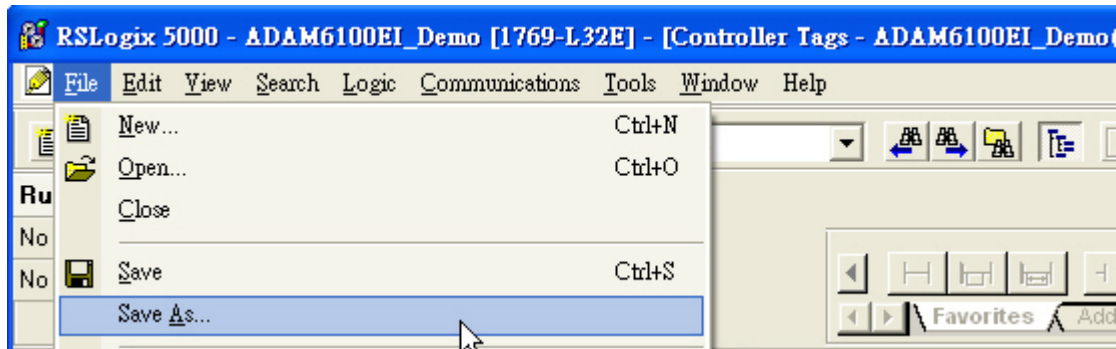 RSLogix 5000 - ADAM6100EI_Demo [1769-L32E] - [Controller Tags - ADAM6100EI_Demo
File Edit View Search Logic Communications Tools Window Help
New... Ctrl+N
Open... Ctrl+O
Ru
Close
No
No
Save Ctrl+S
Save As...
Favorites Add